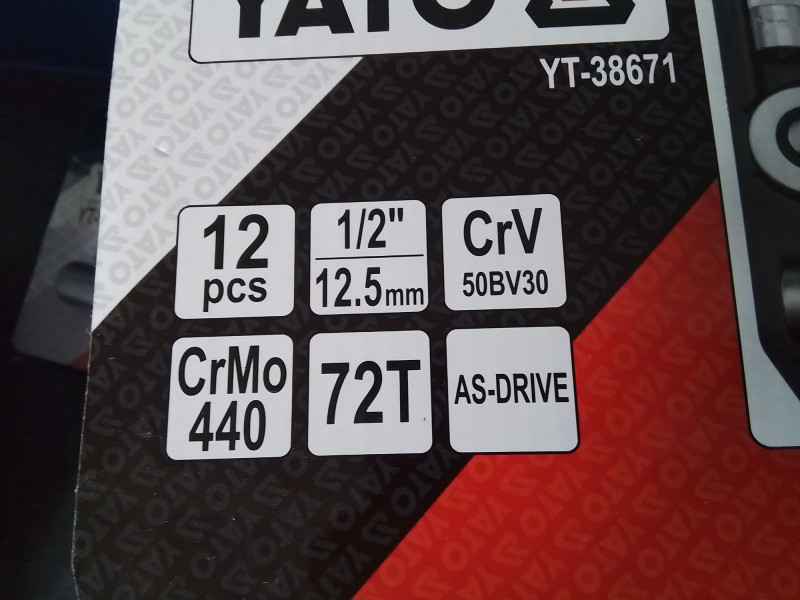 YATO
YT-38671
12
pcs
1/2"
12.5mm
CrV
50BV30
CrMo
440
72T
AS-DRIVE